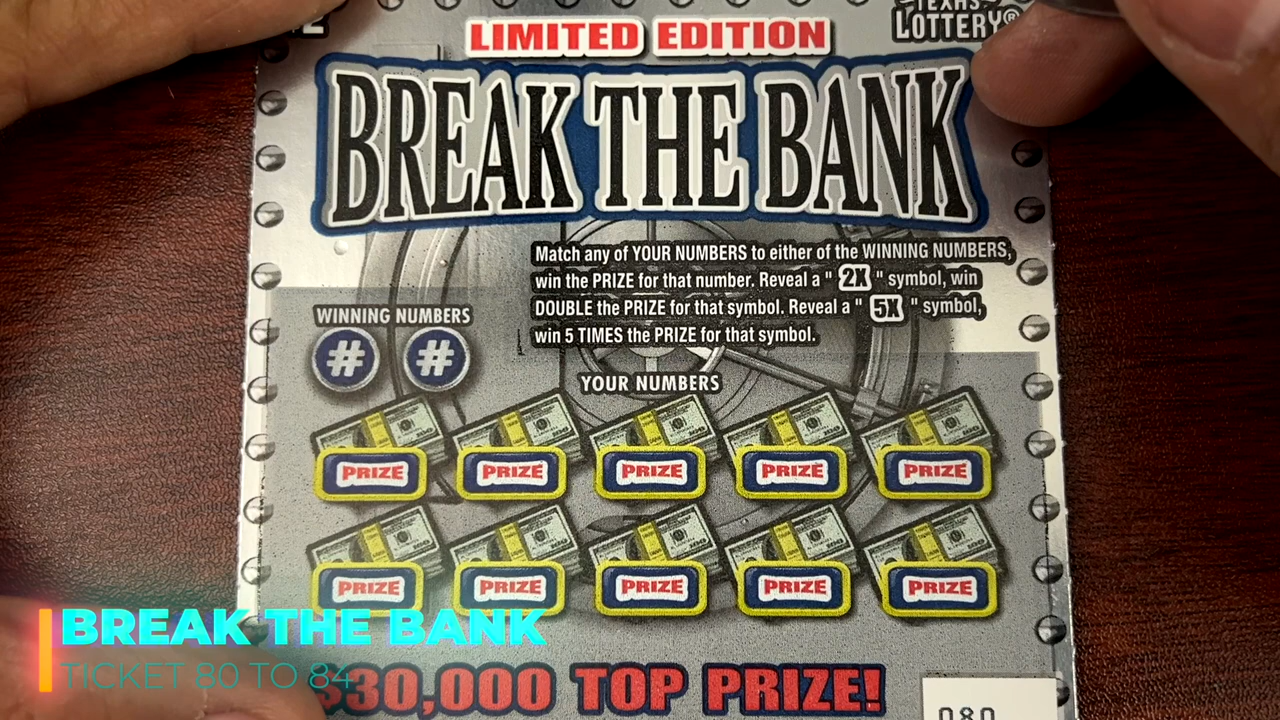 $2
TEXAS
LOTTERY®
LIMITED EDITION
BREAK THE BANK
Match any of YOUR NUMBERS to either of the WINNING NUMBERS,
win the PRIZE for that number. Reveal a " 2X " symbol, win
DOUBLE the PRIZE for that symbol. Reveal a " 5X " symbol,
win 5 TIMES the PRIZE for that symbol.
WINNING NUMBERS
# #
YOUR NUMBERS
PRIZE PRIZE PRIZE PRIZE PRIZE
PRIZE PRIZE PRIZE PRIZE PRIZE
BREAK THE BANK
TICKET 80 TO 84
$30,000 TOP PRIZE!
080